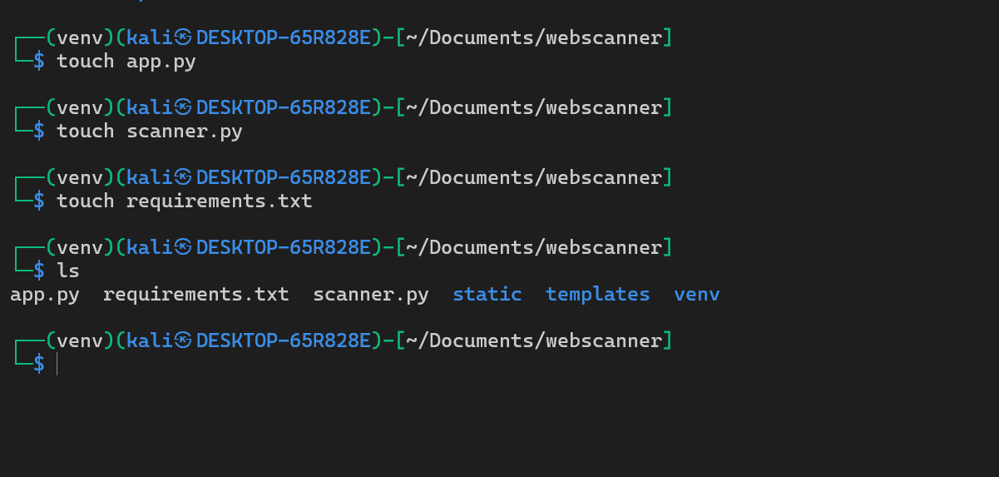 ┌──(venv)(kali㉿DESKTOP-65R828E)-[~/Documents/webscanner]
└─$ touch app.py
┌──(venv)(kali㉿DESKTOP-65R828E)-[~/Documents/webscanner]
└─$ touch scanner.py
┌──(venv)(kali㉿DESKTOP-65R828E)-[~/Documents/webscanner]
└─$ touch requirements.txt
┌──(venv)(kali㉿DESKTOP-65R828E)-[~/Documents/webscanner]
└─$ ls
app.py  requirements.txt  scanner.py  static  templates  venv
┌──(venv)(kali㉿DESKTOP-65R828E)-[~/Documents/webscanner]
└─$